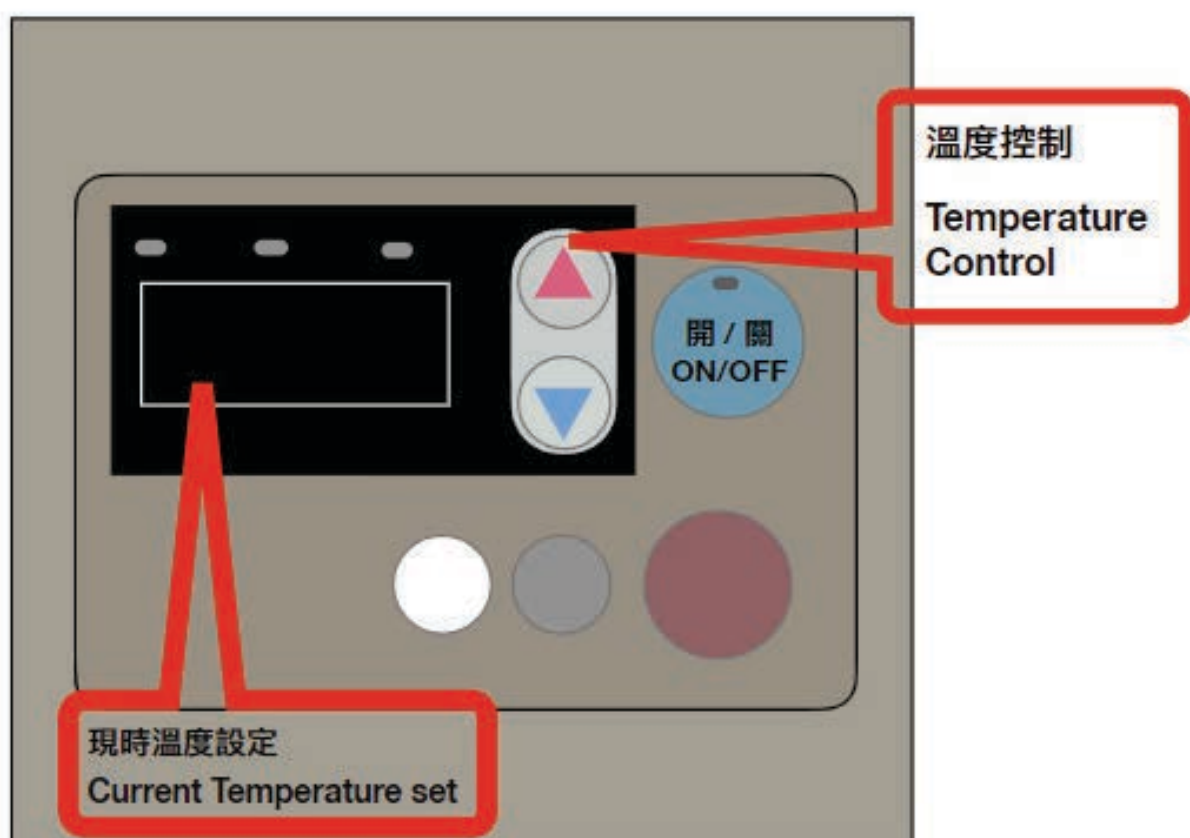 溫度控制
Temperature
Control
開 / 關
ON/OFF
現時溫度設定
Current Temperature set